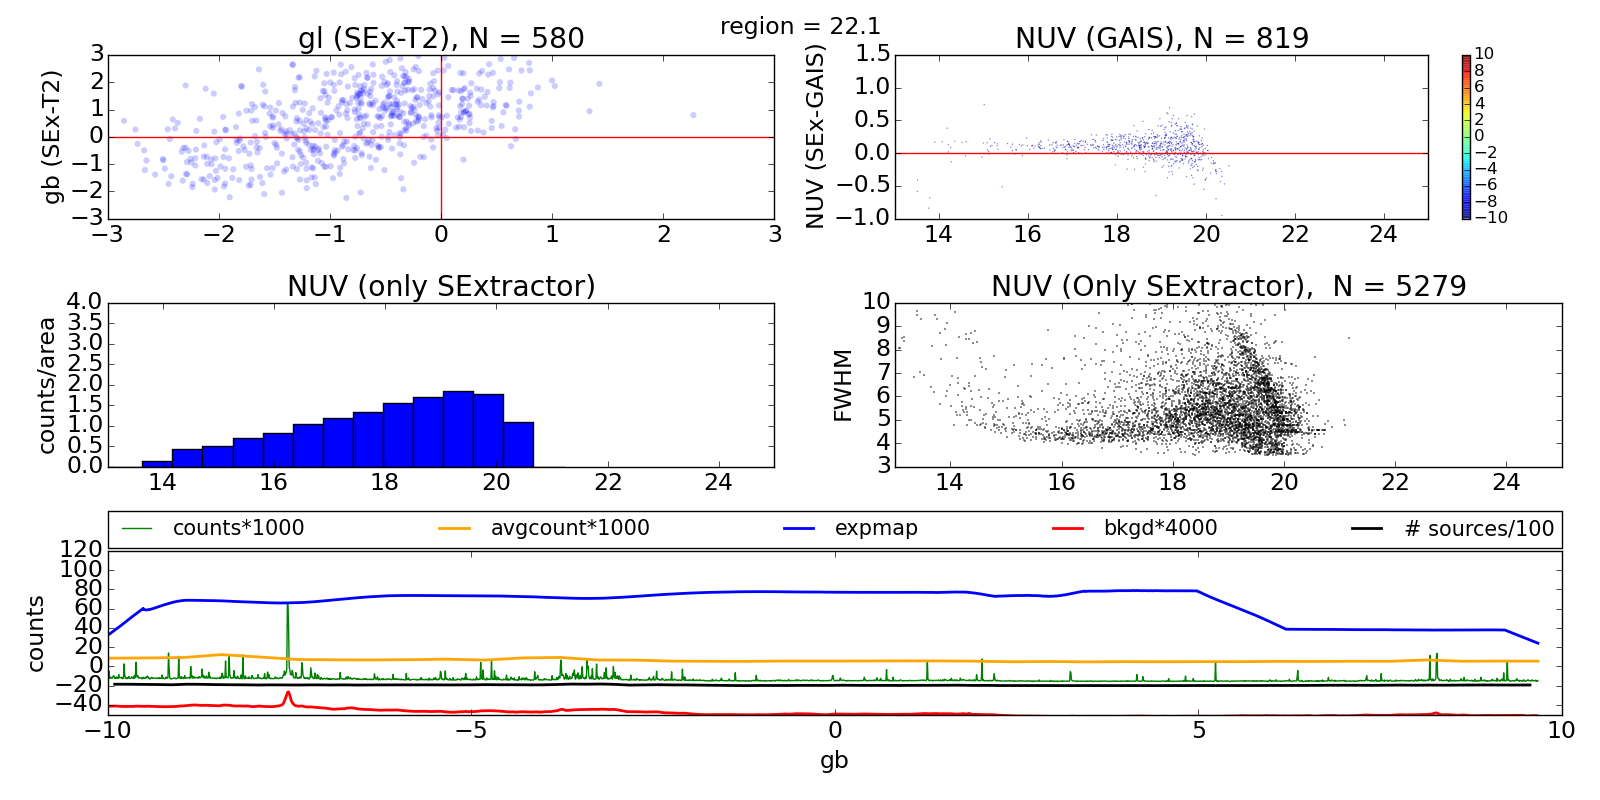 region = 22.1
gl (SEx-T2), N = 580
gb (SEx-T2)
3
2
1
0
−1
−2
−3
−3 −2 −1 0 1 2 3
NUV (GAIS), N = 819
NUV (SEx-GAIS)
1.5
1.0
0.5
0.0
−0.5
−1.0
14 16 18 20 22 24
10
8
6
4
2
0
−2
−4
−6
−8
−10
NUV (only SExtractor)
counts/area
4.0
3.5
3.0
2.5
2.0
1.5
1.0
0.5
0.0
14 16 18 20 22 24
NUV (Only SExtractor), N = 5279
FWHM
10
9
8
7
6
5
4
3
14 16 18 20 22 24
counts*1000 avgcount*1000 expmap bkgd*4000 # sources/100
counts
120
100
80
60
40
20
0
−20
−40
−10 −5 0 5 10
gb